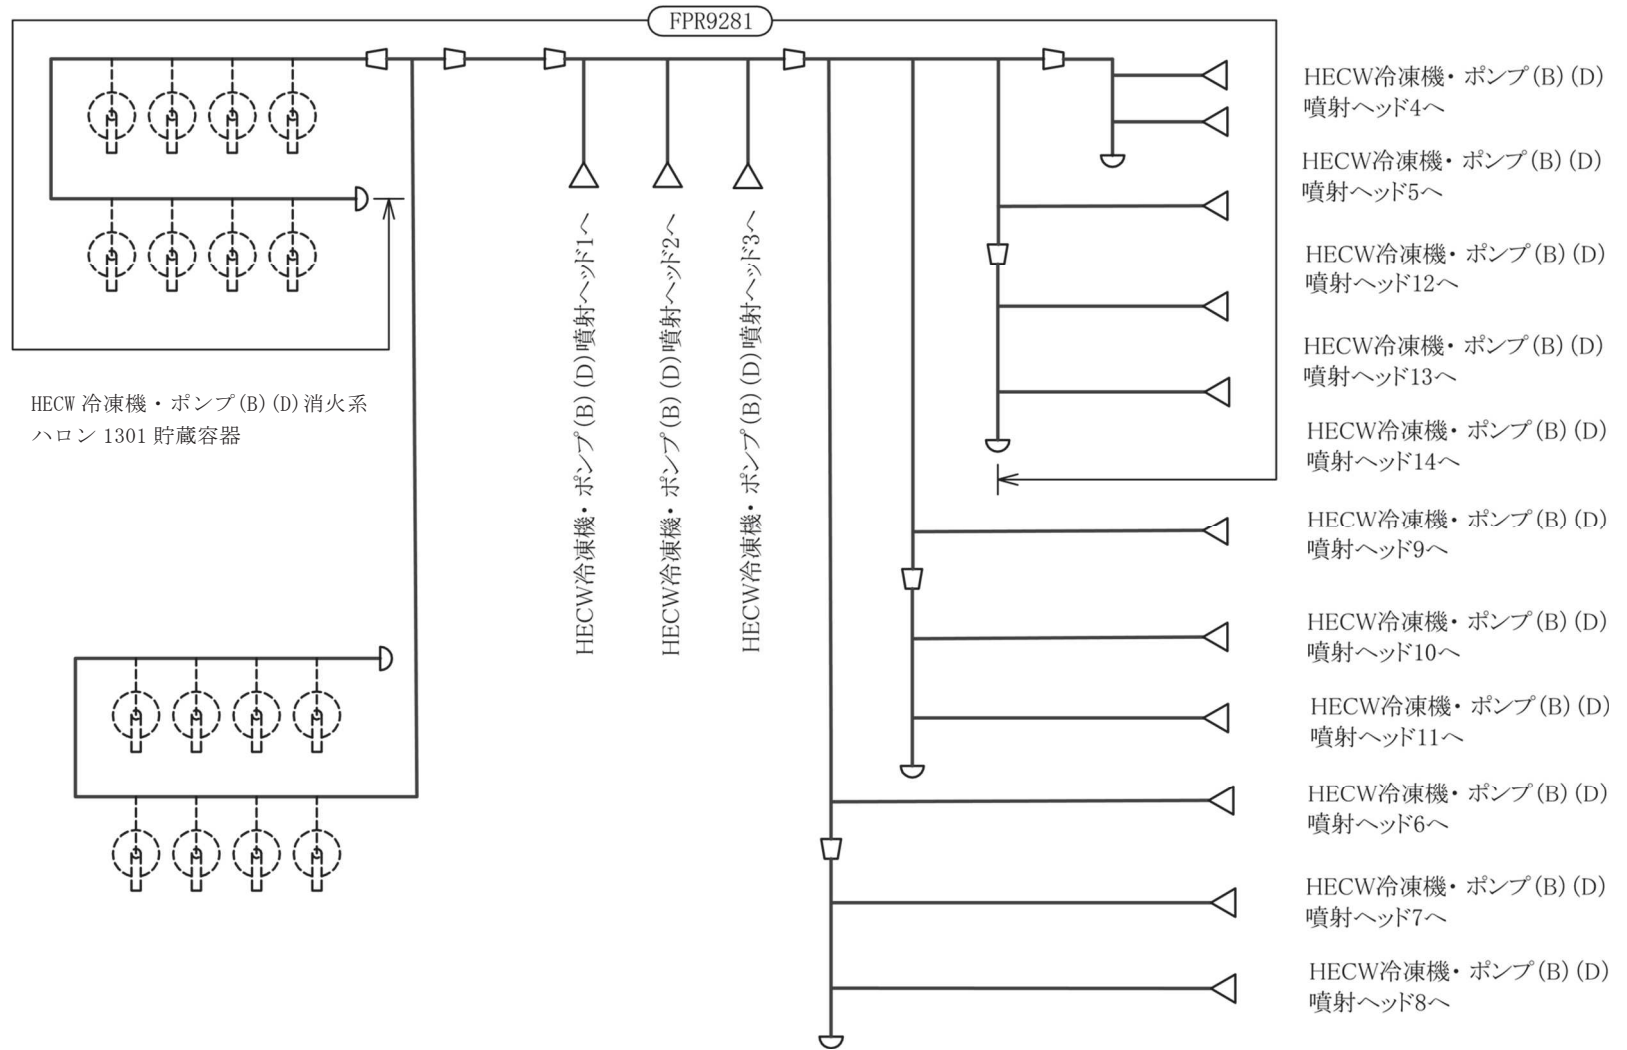 FPR9281
HECW冷凍機・ポンプ(B)(D)
噴射ヘッド4へ
HECW冷凍機・ポンプ(B)(D)
噴射ヘッド5へ
HECW冷凍機・ポンプ(B)(D)
噴射ヘッド12へ
HECW冷凍機・ポンプ(B)(D)
噴射ヘッド13へ
HECW冷凍機・ポンプ(B)(D)
噴射ヘッド14へ
HECW冷凍機・ポンプ(B)(D)
噴射ヘッド9へ
HECW冷凍機・ポンプ(B)(D)
噴射ヘッド10へ
HECW冷凍機・ポンプ(B)(D)
噴射ヘッド11へ
HECW冷凍機・ポンプ(B)(D)
噴射ヘッド6へ
HECW冷凍機・ポンプ(B)(D)
噴射ヘッド7へ
HECW冷凍機・ポンプ(B)(D)
噴射ヘッド8へ
HECW冷凍機・ポンプ(B)(D)噴射ヘッド1へ
HECW冷凍機・ポンプ(B)(D)噴射ヘッド2へ
HECW冷凍機・ポンプ(B)(D)噴射ヘッド3へ
HECW 冷凍機・ポンプ(B)(D)消火系
ハロン 1301 貯蔵容器